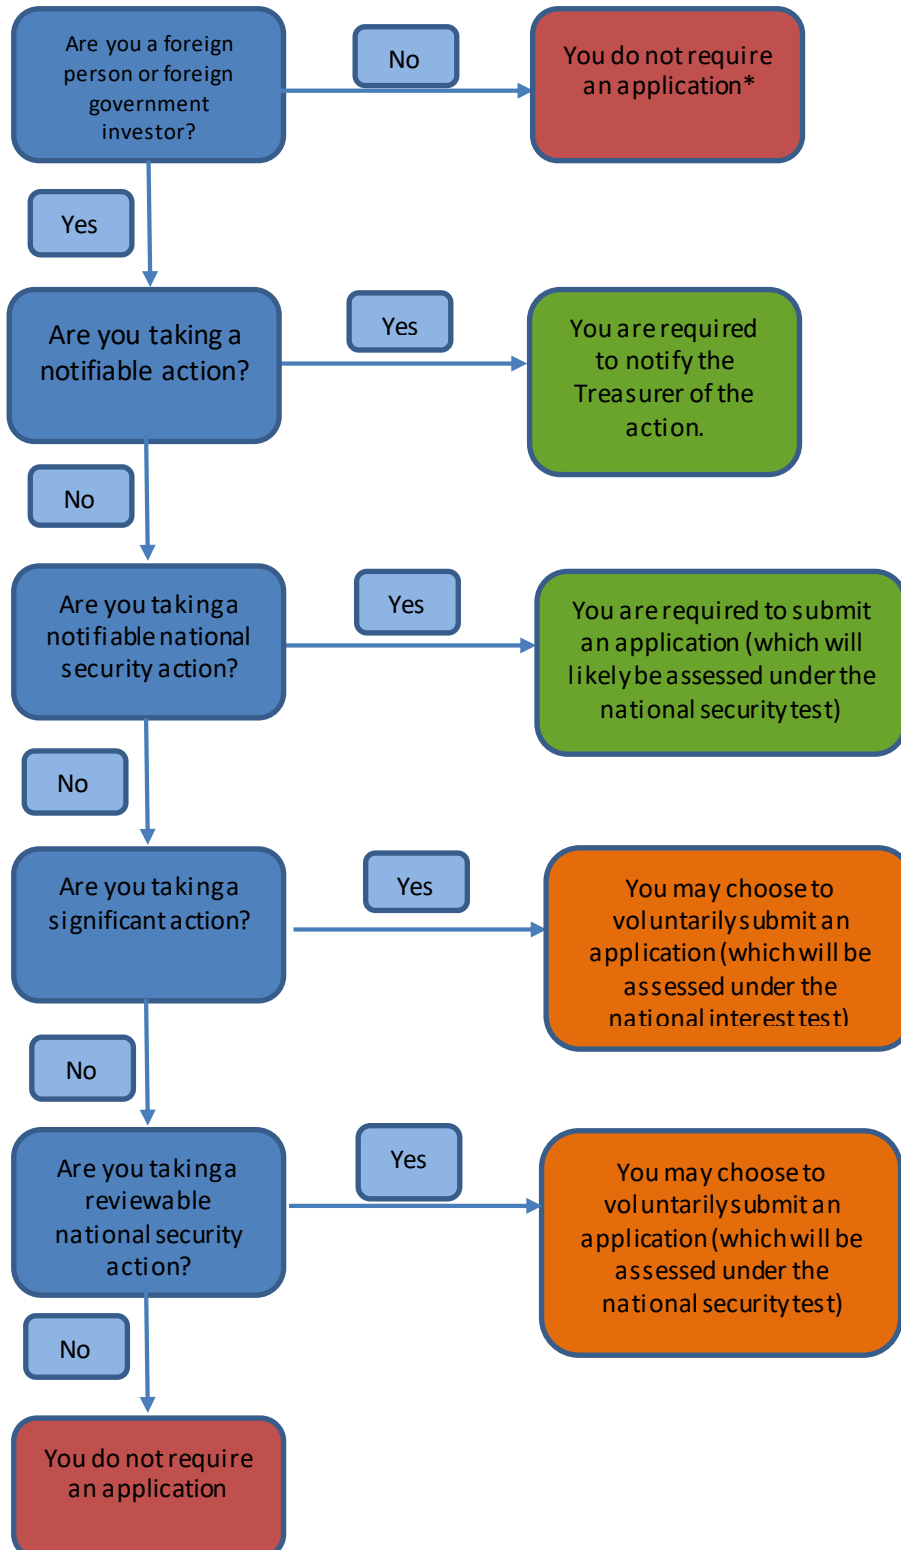 Are you a foreign
person or foreign
government
investor?
No
You do not require
an application*
Yes
Are you taking a
notifiable action?
Yes
You are required
to notify the
Treasurer of the
action.
No
Are you taking a
notifiable national
security action?
Yes
You are required to submit
an application (which will
likely be assessed under the
national security test)
No
Are you taking a
significant action?
Yes
You may choose to
voluntarily submit an
application (which will be
assessed under the
national interest test)
No
Are you taking a
reviewable
national security
action?
Yes
You may choose to
voluntarily submit an
application (which will be
assessed under the
national security test)
No
You do not require
an application